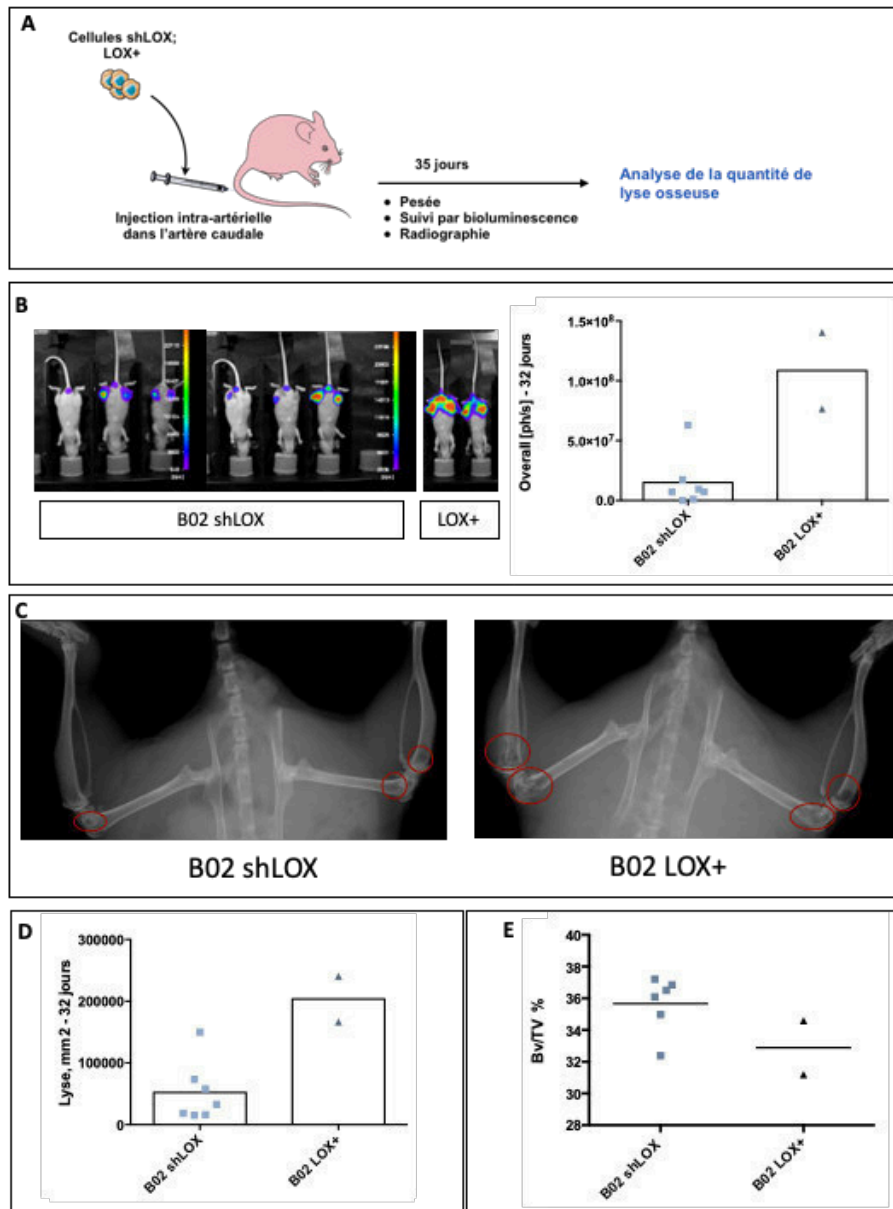 A
Cellules shLOX;
LOX+
Injection intra-artérielle
dans l'artère caudale
35 jours
● Pesée
● Suivi par bioluminescence
● Radiographie
Analyse de la quantité de
lyse osseuse
B
B02 shLOX
LOX+
Overall [ph/s] - 32 jours
1.5×10⁸
1.0×10⁸
5.0×10⁷
0.0
B02 shLOX
B02 LOX+
C
B02 shLOX
B02 LOX+
D
Lyse, mm2 - 32 jours
300000
200000
100000
0
B02 shLOX
B02 LOX+
E
Bv/TV %
40
38
36
34
32
30
28
B02 shLOX
B02 LOX+